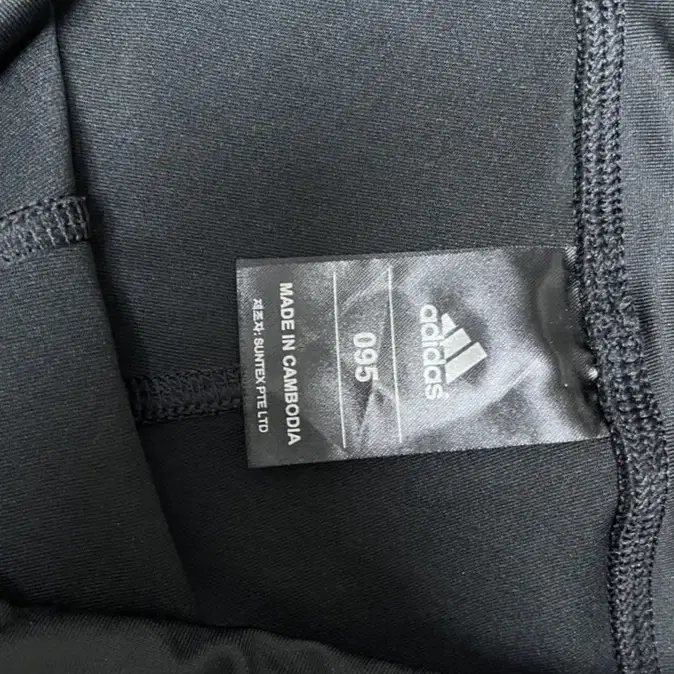 adidas
095
MADE IN CAMBODIA
제조자: SUNTEX PTE LTD